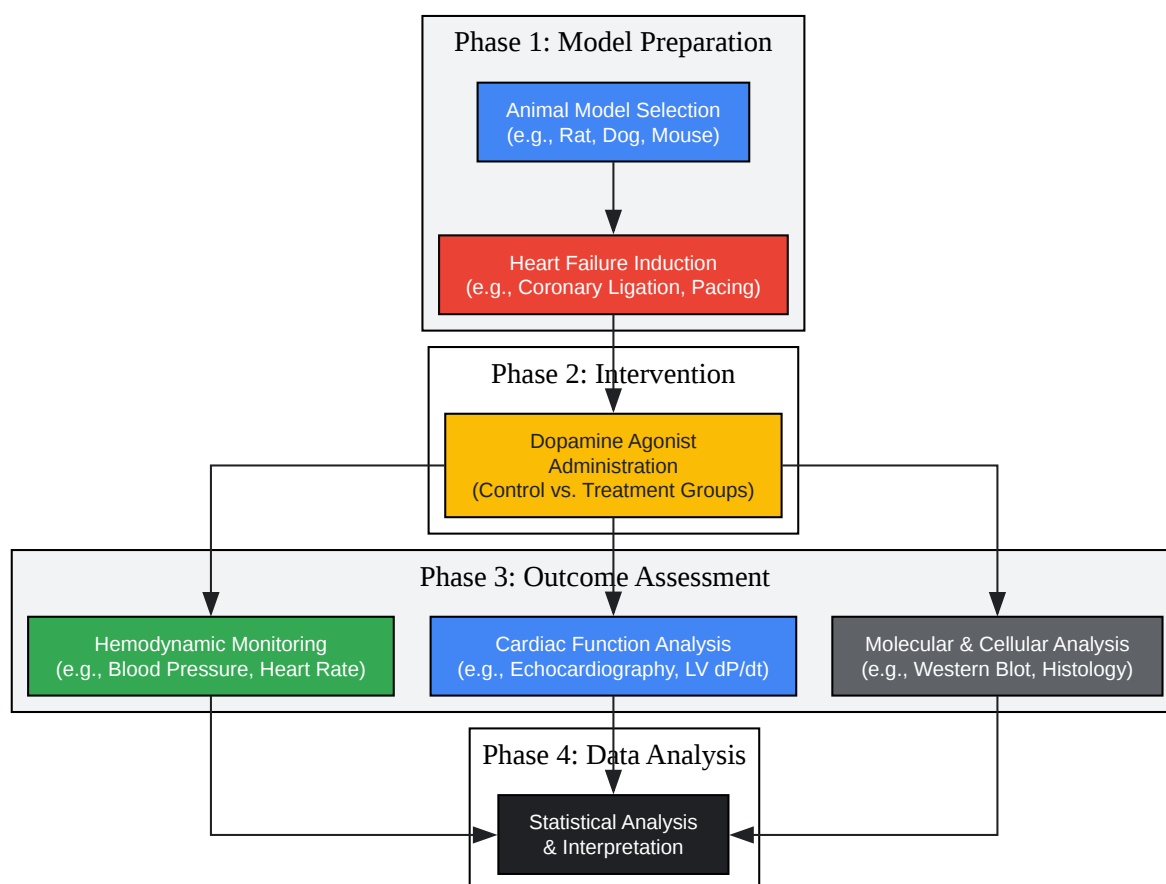 Phase 1: Model Preparation
Animal Model Selection
(e.g., Rat, Dog, Mouse)
Heart Failure Induction
(e.g., Coronary Ligation, Pacing)
Phase 2: Intervention
Dopamine Agonist
Administration
(Control vs. Treatment Groups)
Phase 3: Outcome Assessment
Hemodynamic Monitoring
(e.g., Blood Pressure, Heart Rate)
Cardiac Function Analysis
(e.g., Echocardiography, LV dP/dt)
Molecular & Cellular Analysis
(e.g., Western Blot, Histology)
Phase 4: Data Analysis
Statistical Analysis
& Interpretation